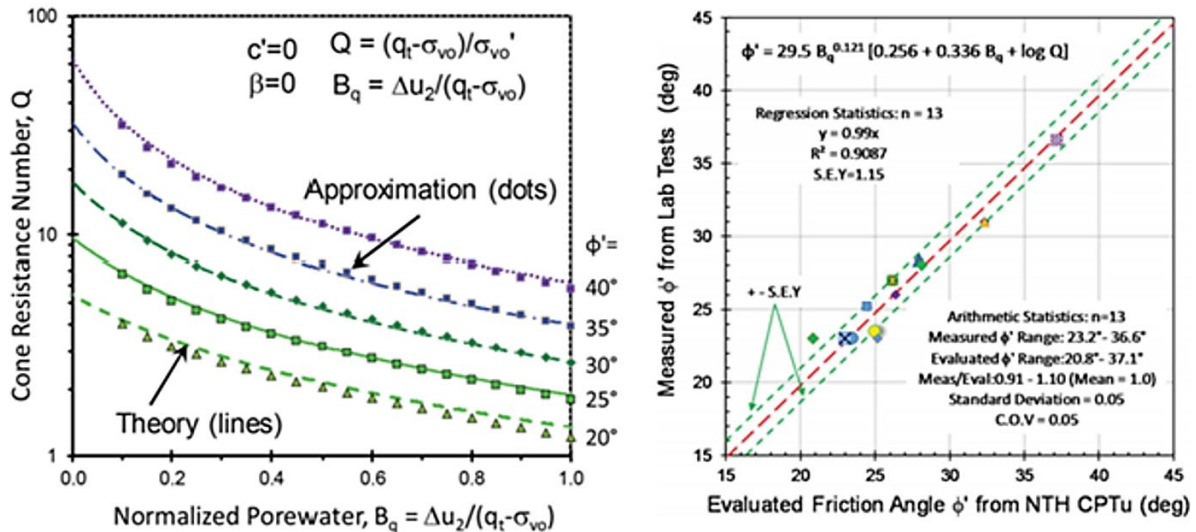 100
10
1
Cone Resistance Number, Q
c'=0 Q = (qt-σvo)/σvo'
β=0 Bq = Δu2/(qt-σvo)
Approximation (dots)
Theory (lines)
ϕ'=
40°
35°
30°
25°
20°
0.0 0.2 0.4 0.6 0.8 1.0
Normalized Porewater, Bq = Δu2/(qt-σvo)
45
40
35
30
25
20
15
Measured ϕ' from Lab Tests (deg)
ϕ' = 29.5 Bq^0.121 [0.256 + 0.336 Bq + log Q]
Regression Statistics: n = 13
y = 0.99x
R² = 0.9087
S.E.Y=1.15
+ - S.E.Y
Arithmetic Statistics: n=13
Measured ϕ' Range: 23.2°- 36.6°
Evaluated ϕ' Range:20.8°- 37.1°
Meas/Eval:0.91 - 1.10 (Mean = 1.0)
Standard Deviation = 0.05
C.O.V = 0.05
15 20 25 30 35 40 45
Evaluated Friction Angle ϕ' from NTH CPTu (deg)